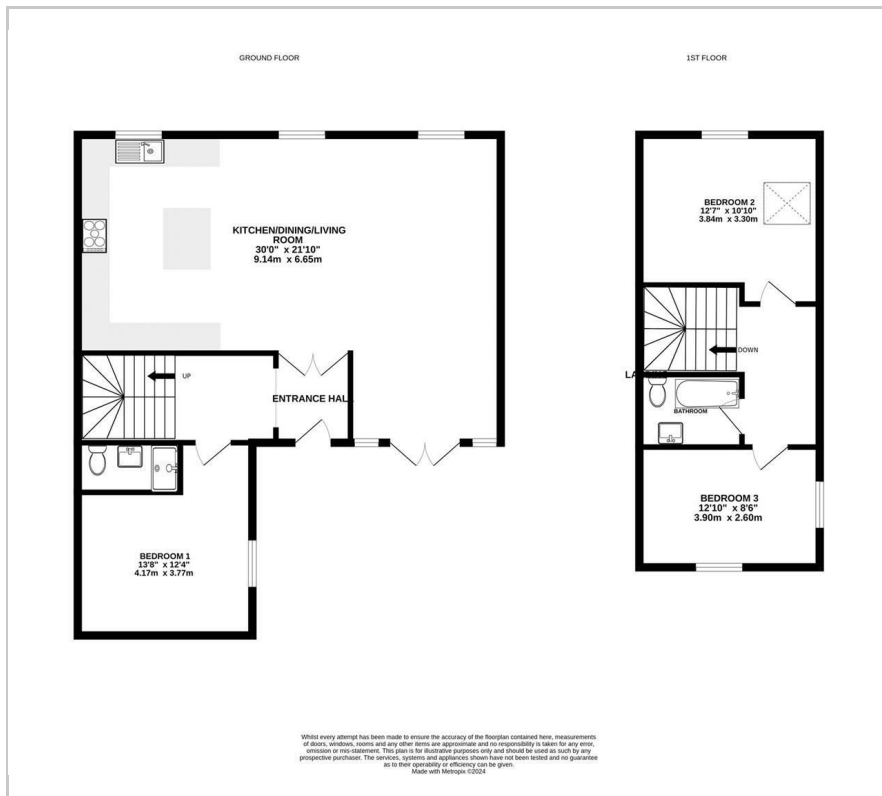 GROUND FLOOR
1ST FLOOR
KITCHEN/DINING/LIVING
ROOM
30'0" x 21'10"
9.14m x 6.65m
BEDROOM 2
12'7" x 10'10"
3.84m x 3.30m
UP
ENTRANCE HALL
DOWN
BATHROOM
BEDROOM 1
13'8" x 12'4"
4.17m x 3.77m
BEDROOM 3
12'10" x 8'6"
3.90m x 2.60m
Whilst every attempt has been made to ensure the accuracy of the floorplan contained here, measurements
of doors, windows, rooms and any other items are approximate and no responsibility is taken for any error,
omission or mis-statement. This plan is for illustrative purposes only and should be used as such by any
prospective purchaser. The services, systems and appliances shown have not been tested and no guarantee
as to their operability or efficiency can be given.
Made with Metropix ©2024